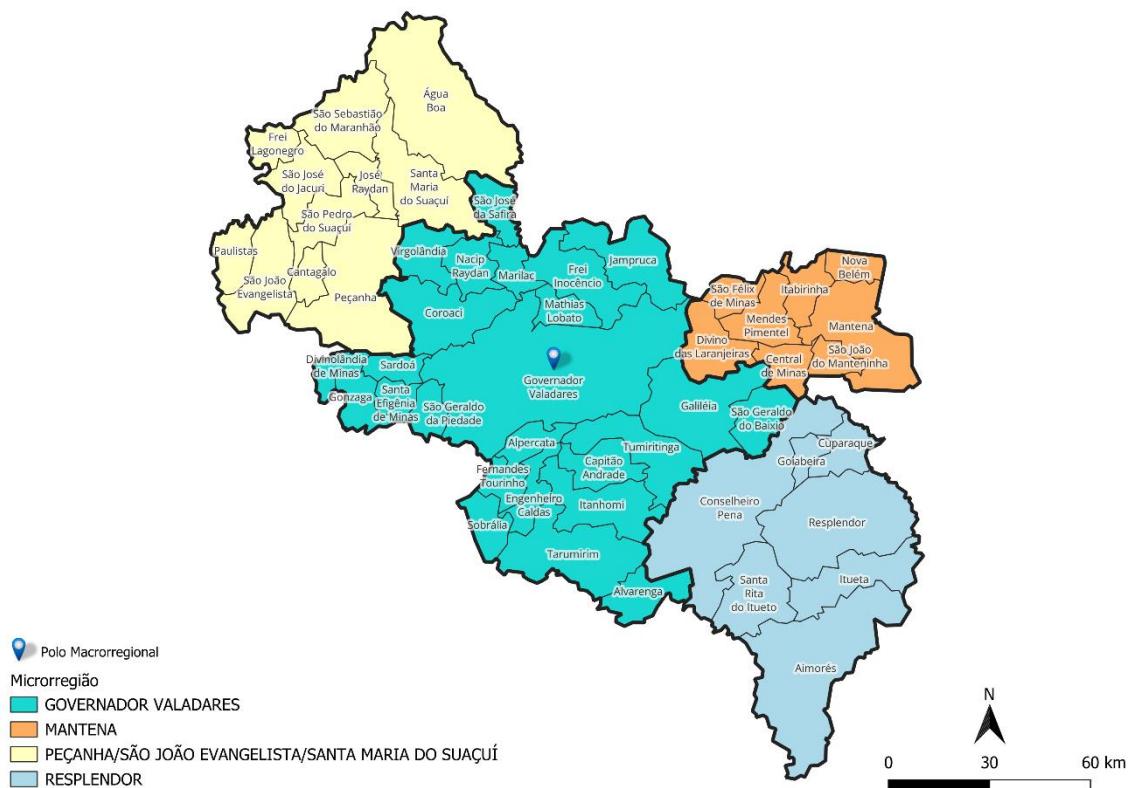 Água
Boa
São Sebastião
do Maranhão
Frei
Lagonegro
São José
do Jacuri
José
Raydan
Santa
Maria
do Suaçuí
São José
da Safira
São Pedro
do Suaçuí
Paulistas
São João
Evangelista
Cantagalo
Peçanha
Virgolândia
Nacip
Raydan
Marilac
Frei
Inocêncio
Jampruca
Coroaci
Mathias
Lobato
Nova
Belém
São Félix
de Minas
Itabirinha
Mendes
Pimentel
Mantena
Divino
das Laranjeiras
Central
de Minas
São João
do Manteninha
Divinolândia
de Minas
Sardoá
Gonzaga
Santa
Efigênia
de Minas
São Geraldo
da Piedade
Governador
Valadares
Galiléia
São Geraldo
do Baixio
Alpercata
Tumiritinga
Cuparaque
Goiabeira
Fernandes
Tourinho
Capitão
Andrade
Engenheiro
Caldas
Itanhomi
Conselheiro
Pena
Sobrália
Resplendor
Tarumirim
Alvarenga
Santa
Rita
do Itueto
Itueta
Aimorés
Polo Macrorregional
Microrregião
GOVERNADOR VALADARES
MANTENA
PEÇANHA/SÃO JOÃO EVANGELISTA/SANTA MARIA DO SUAÇUÍ
RESPLENDOR
N
0 30 60 km